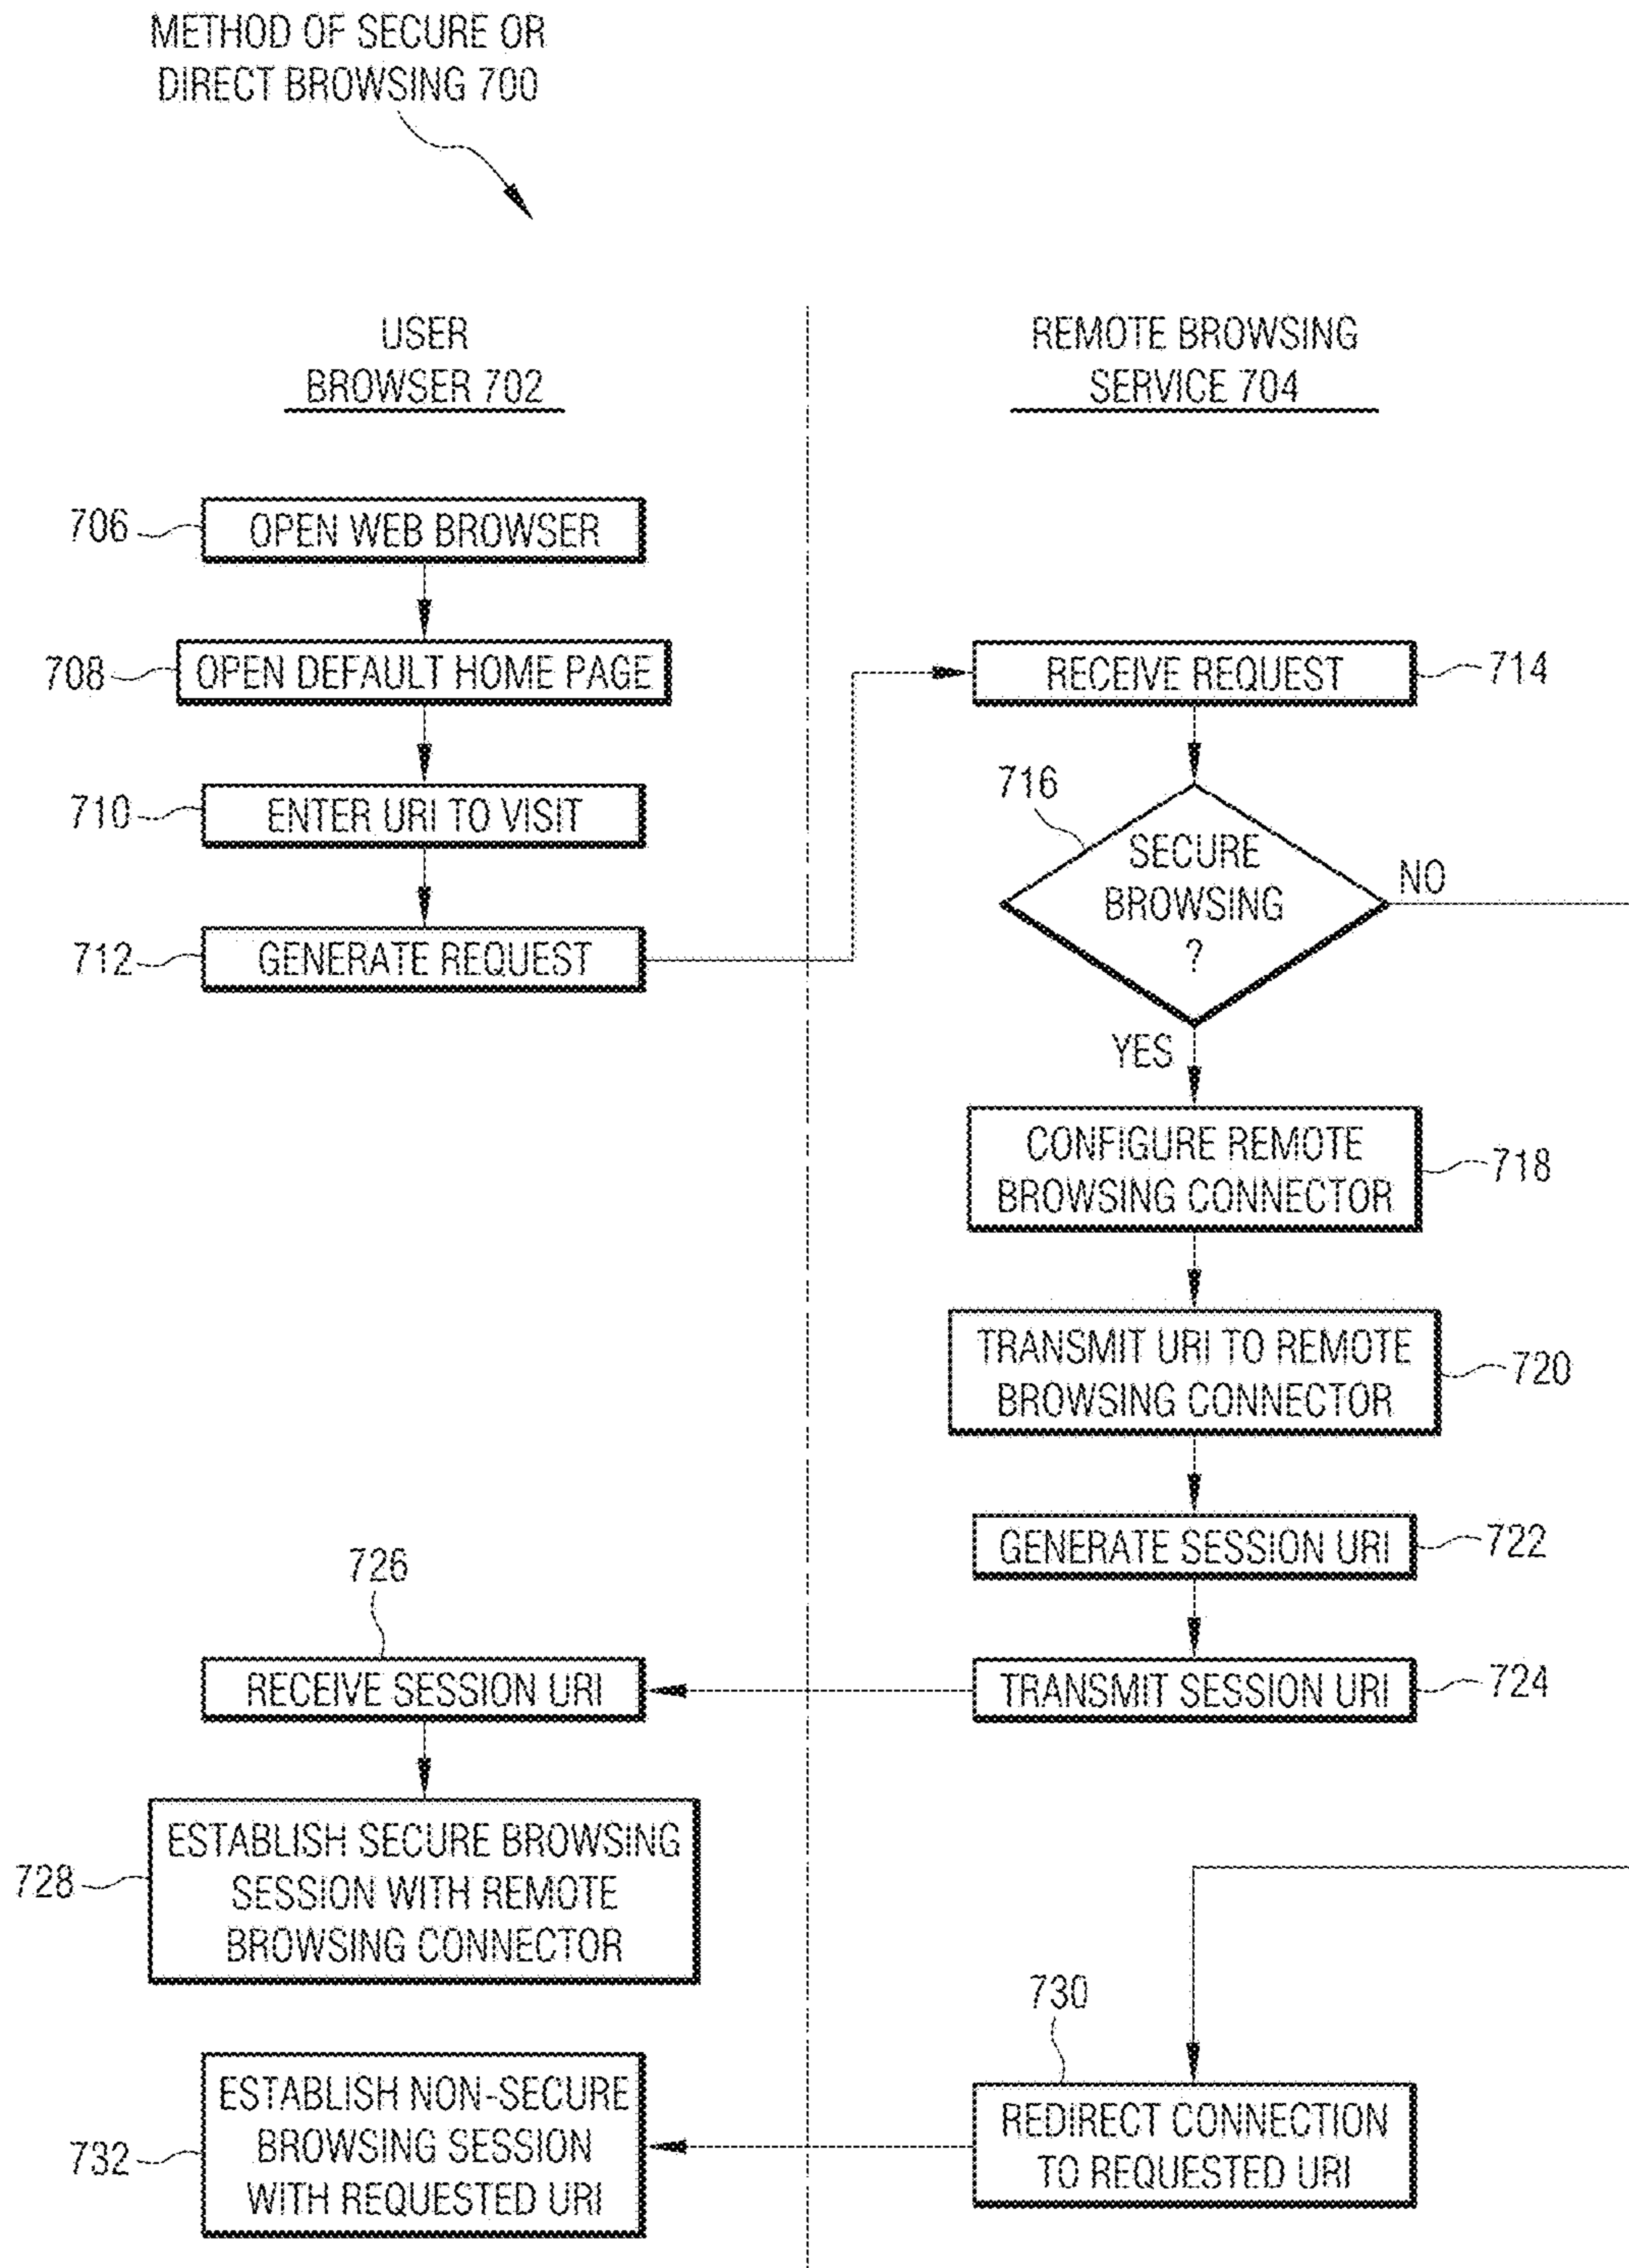 METHOD OF SECURE OR
DIRECT BROWSING 700
USER
BROWSER 702
REMOTE BROWSING
SERVICE 704
706
OPEN WEB BROWSER
708
OPEN DEFAULT HOME PAGE
RECEIVE REQUEST
714
710
ENTER URI TO VISIT
716
SECURE
BROWSING
?
NO
712
GENERATE REQUEST
YES
CONFIGURE REMOTE
BROWSING CONNECTOR
718
TRANSMIT URI TO REMOTE
BROWSING CONNECTOR
720
GENERATE SESSION URI
722
726
RECEIVE SESSION URI
TRANSMIT SESSION URI
724
728
ESTABLISH SECURE BROWSING
SESSION WITH REMOTE
BROWSING CONNECTOR
730
REDIRECT CONNECTION
TO REQUESTED URI
732
ESTABLISH NON-SECURE
BROWSING SESSION
WITH REQUESTED URI